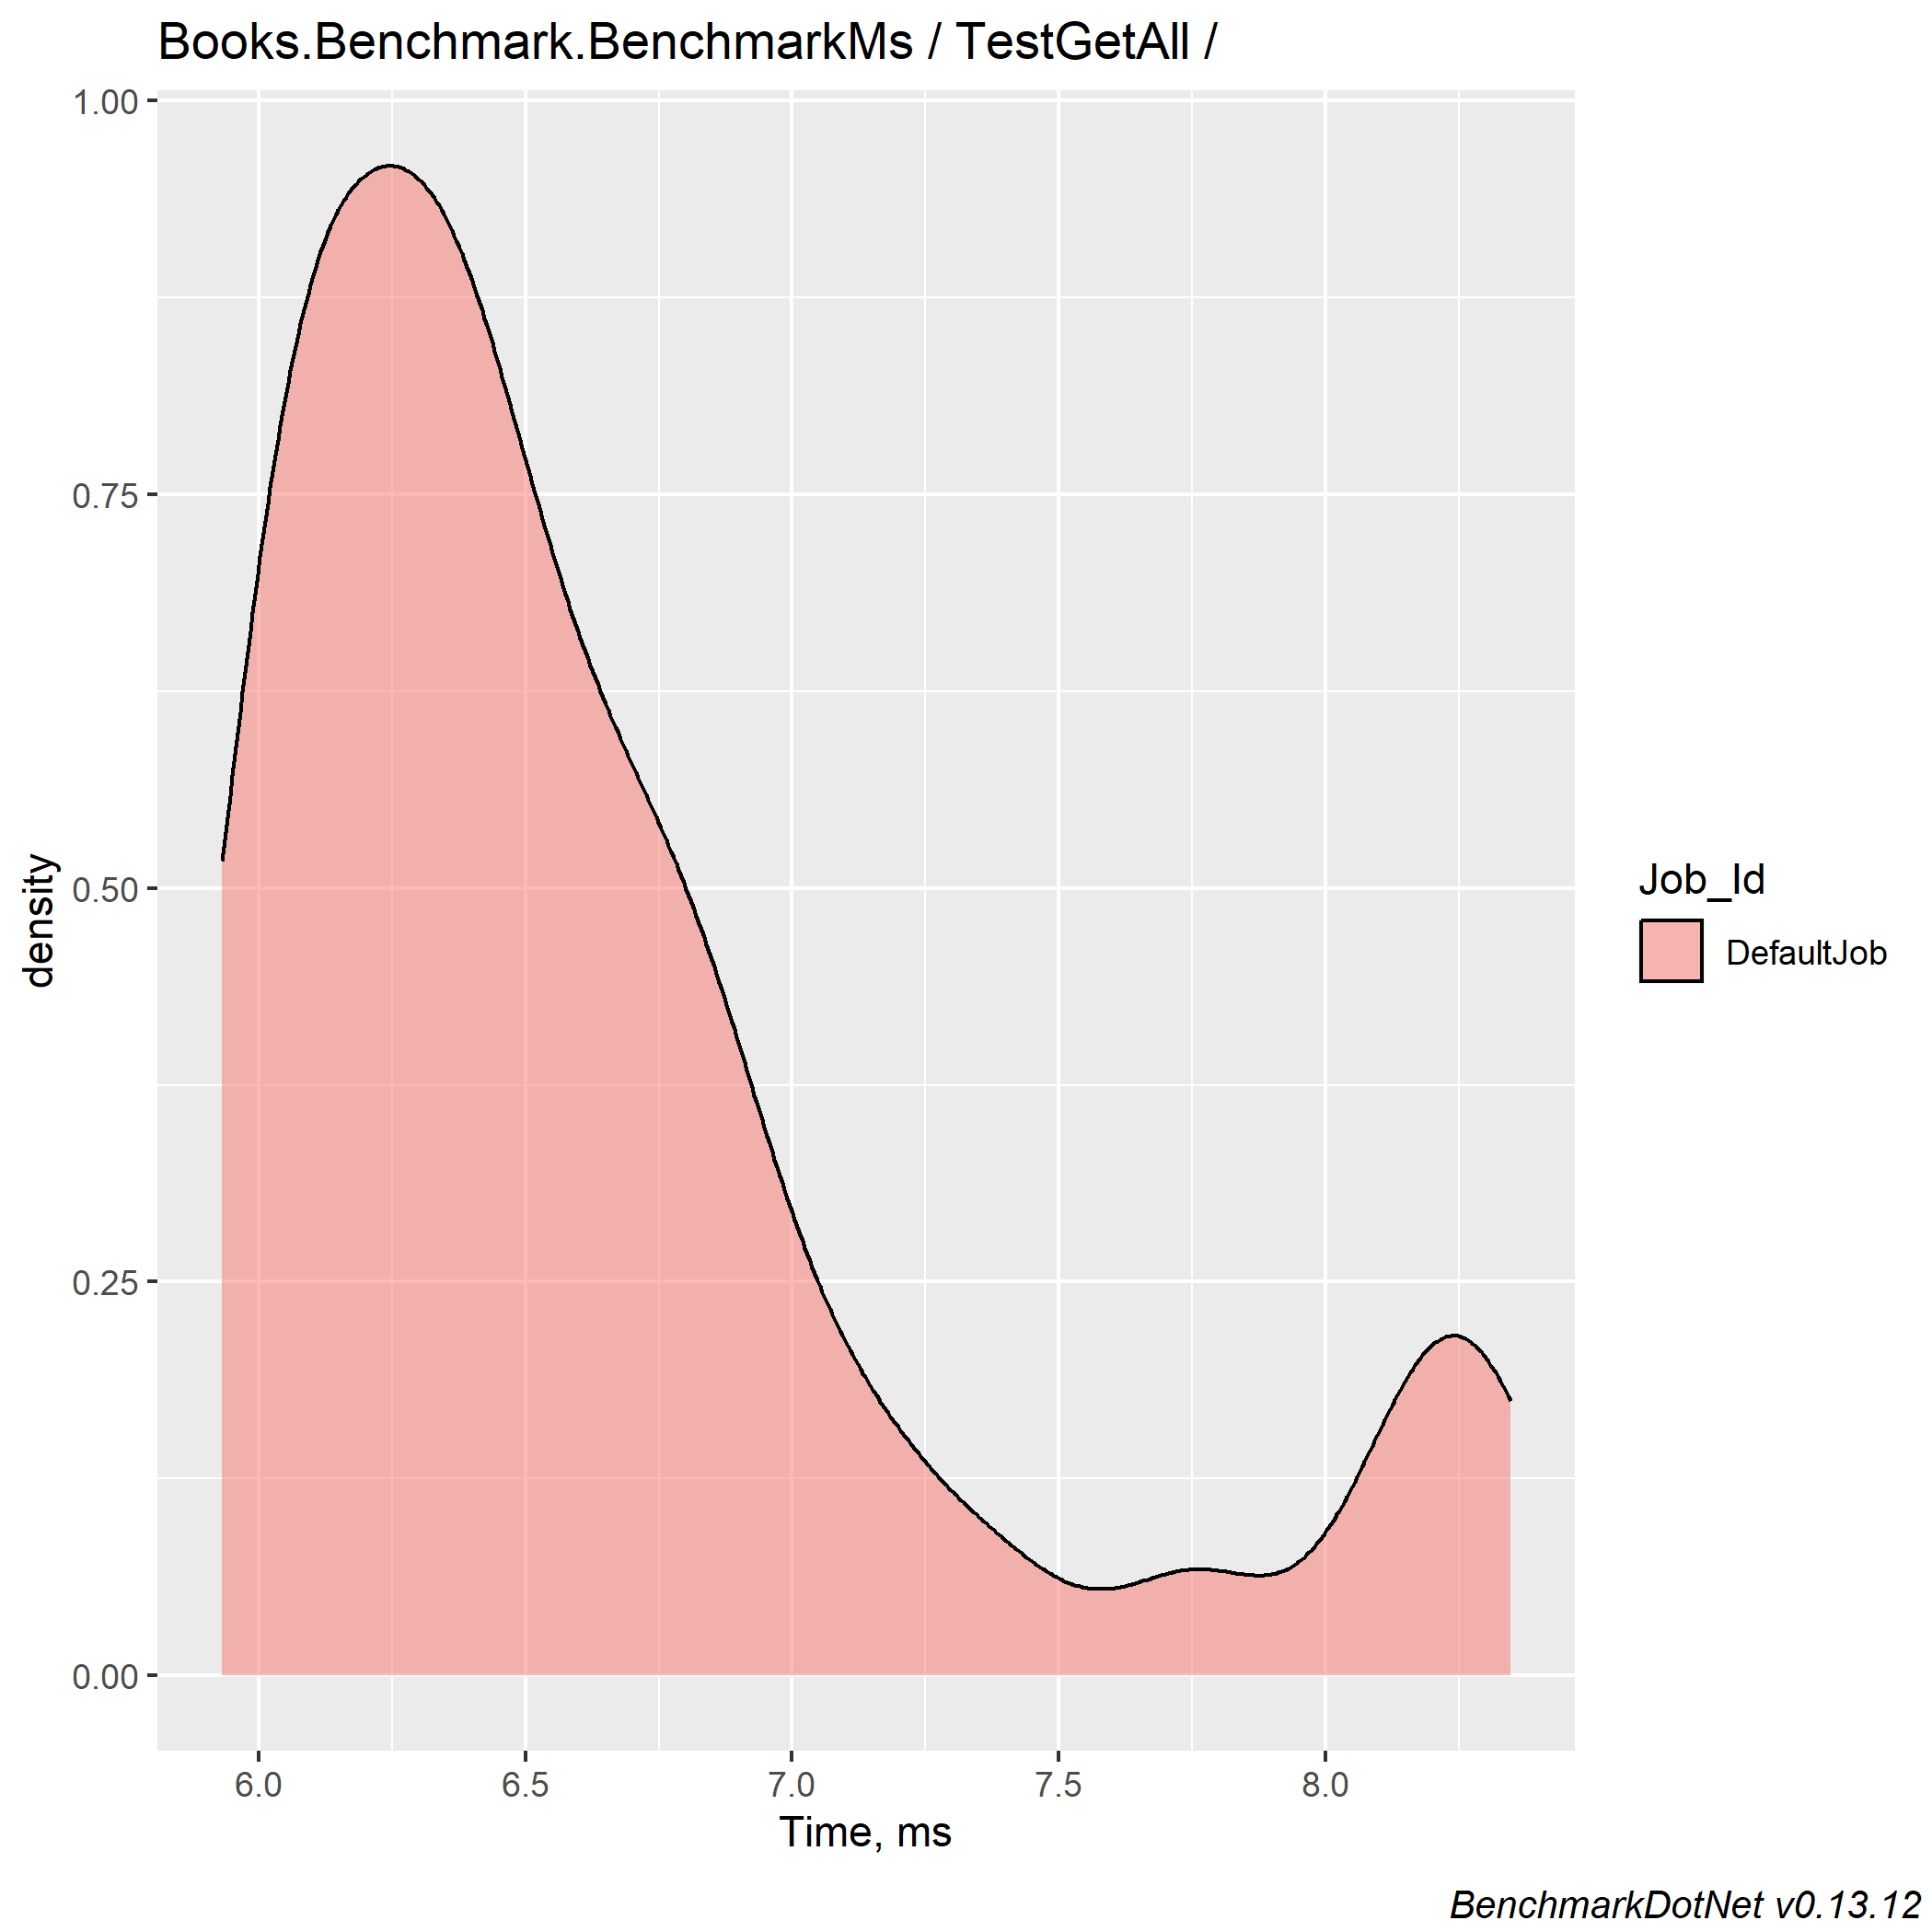 Books.Benchmark.BenchmarkMs / TestGetAll /
1.00
0.75
0.50
0.25
0.00
density
6.0 6.5 7.0 7.5 8.0
Time, ms
Job_Id
DefaultJob
BenchmarkDotNet v0.13.12